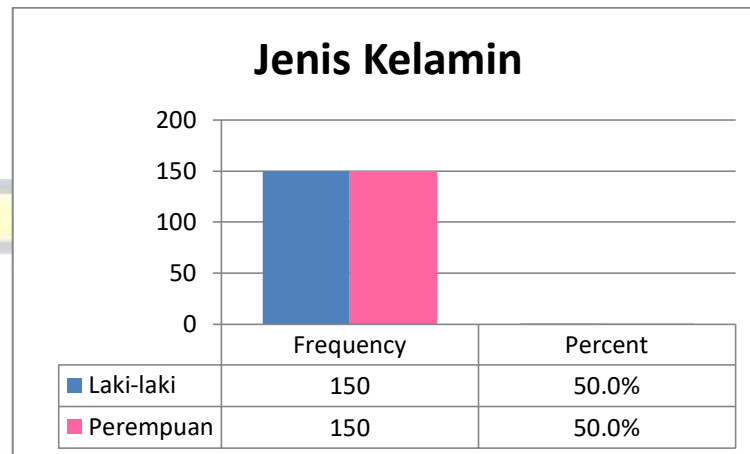 Jenis Kelamin
200
150
100
50
0
Frequency Percent
Laki-laki 150 50.0%
Perempuan 150 50.0%